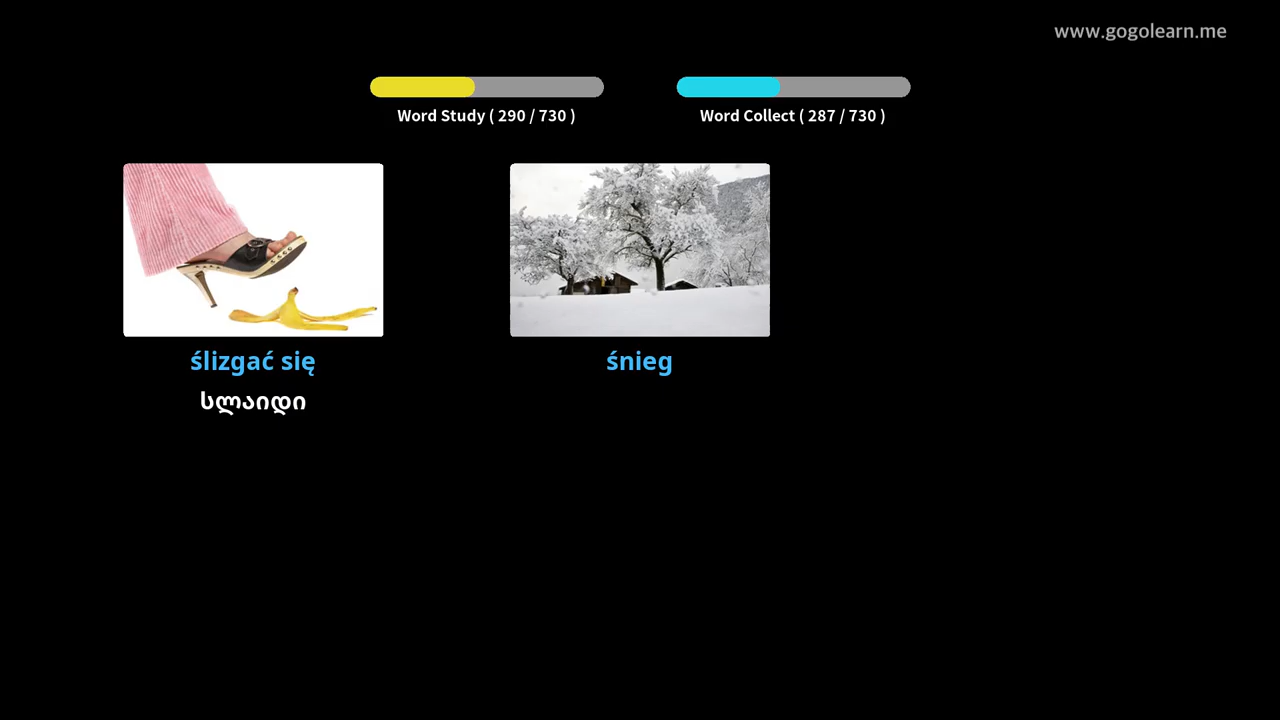 www.gogolearn.me
Word Study ( 290 / 730 )
Word Collect ( 287 / 730 )
ślizgać się
śnieg
სლაიდი